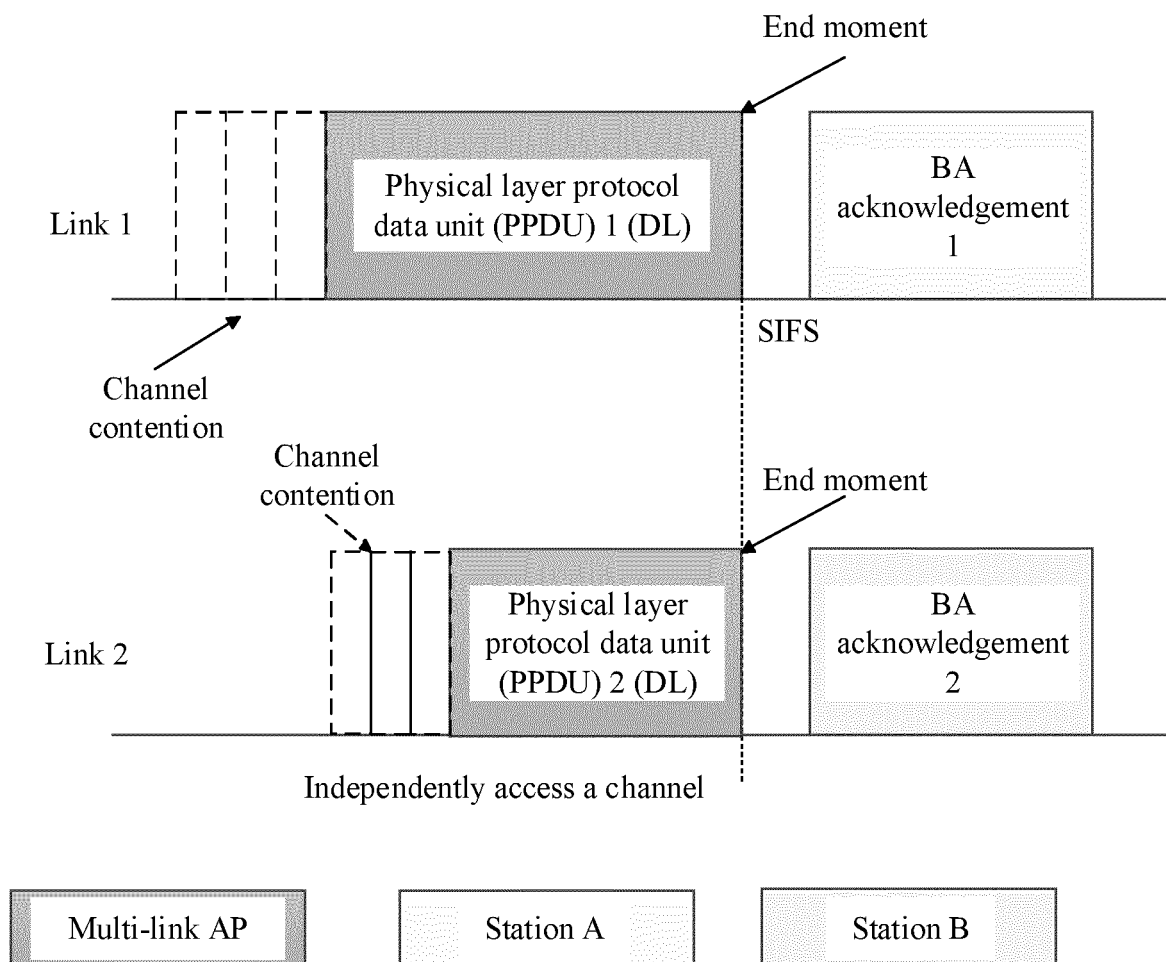 End moment
Physical layer protocol
data unit (PPDU) 1 (DL)
BA
acknowledgement
1
Link 1
SIFS
Channel
contention
Channel
contention
End moment
Physical layer
protocol data unit
(PPDU) 2 (DL)
BA
acknowledgement
2
Link 2
Independently access a channel
Multi-link AP
Station A
Station B